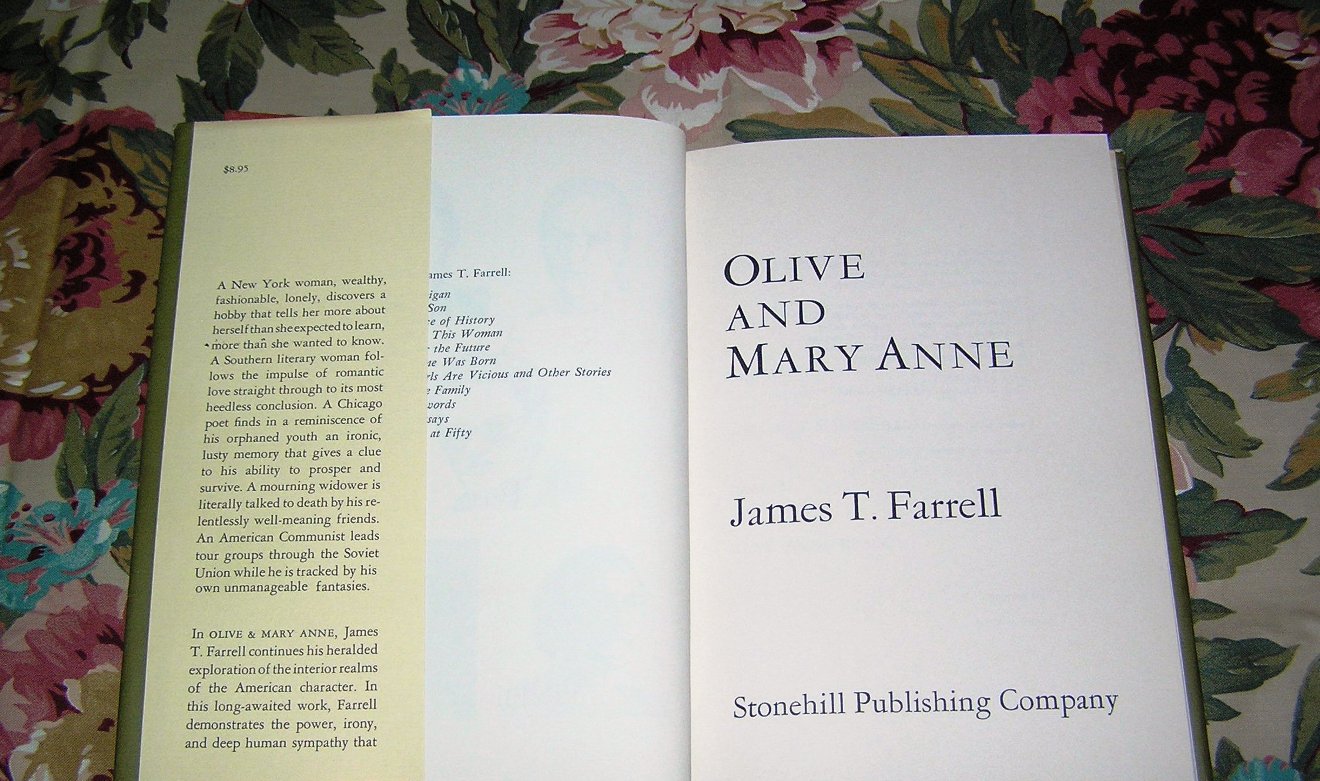 $8.95
A New York woman, wealthy,
fashionable, lonely, discovers a
hobby that tells her more about
herself than she expected to learn,
more than she wanted to know.
A Southern literary woman fol-
lows the impulse of romantic
love straight through to its most
heedless conclusion. A Chicago
poet finds in a reminiscence of
his orphaned youth an ironic,
lusty memory that gives a clue
to his ability to prosper and
survive. A mourning widower is
literally talked to death by his re-
lentlessly well-meaning friends.
An American Communist leads
tour groups through the Soviet
Union while he is tracked by his
own unmanageable fantasies.
In OLIVE & MARY ANNE, James
T. Farrell continues his heralded
exploration of the interior realms
of the American character. In
this long-awaited work, Farrell
demonstrates the power, irony,
and deep human sympathy that
ames T. Farrell:
igan
Son
ce of History
This Woman
the Future
e Was Born
ls Are Vicious and Other Stories
Family
words
says
at Fifty
OLIVE
AND
MARY ANNE
James T. Farrell
Stonehill Publishing Company